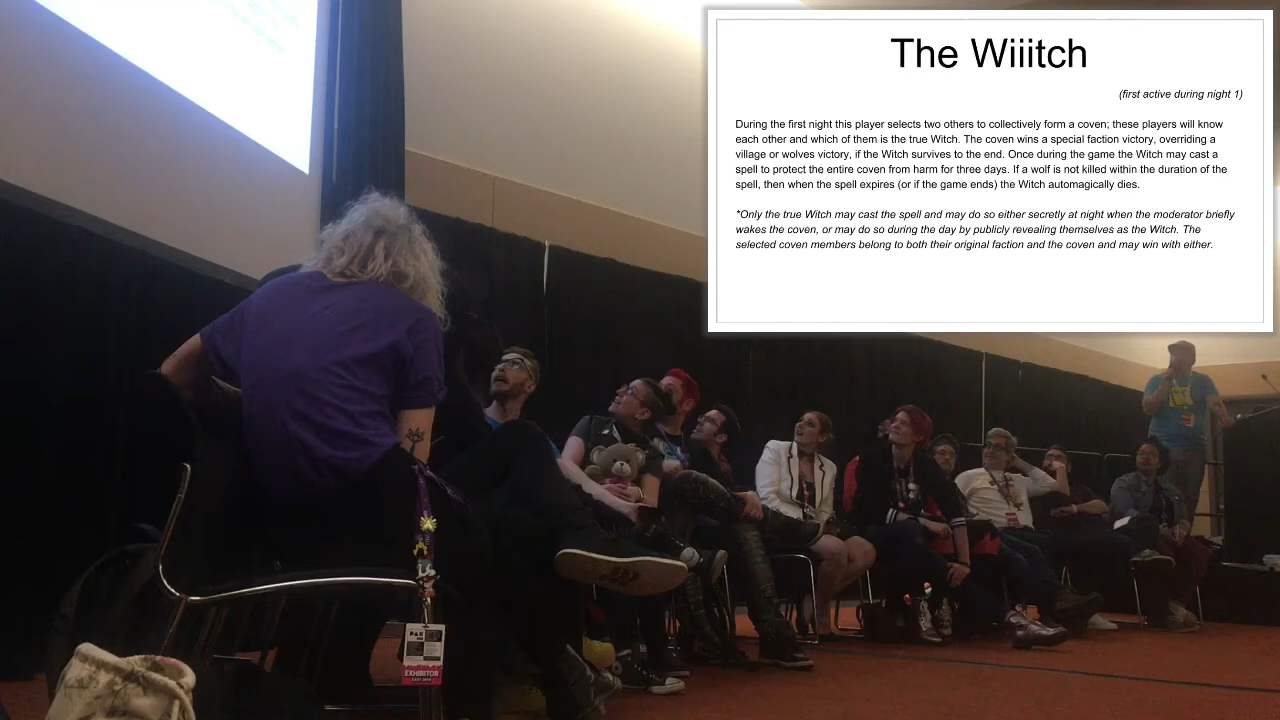 The Wiiitch
(first active during night 1)
During the first night this player selects two others to collectively form a coven; these players will know
each other and which of them is the true Witch. The coven wins a special faction victory, overriding a
village or wolves victory, if the Witch survives to the end. Once during the game the Witch may cast a
spell to protect the entire coven from harm for three days. If a wolf is not killed within the duration of the
spell, then when the spell expires (or if the game ends) the Witch automagically dies.
*Only the true Witch may cast the spell and may do so either secretly at night when the moderator briefly
wakes the coven, or may do so during the day by publicly revealing themselves as the Witch. The
selected coven members belong to both their original faction and the coven and may win with either.
EXHIBITOR